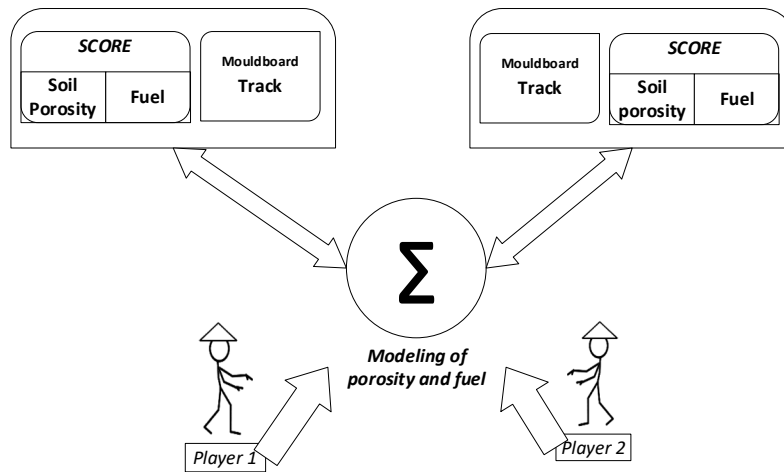 SCORE
Soil
Porosity
Fuel
Mouldboard
Track
Mouldboard
Track
SCORE
Soil
porosity
Fuel
Σ
Modeling of
porosity and fuel
Player 1
Player 2